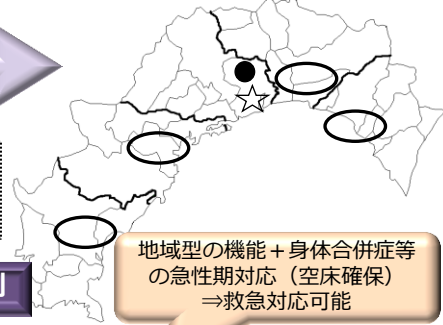 地域型の機能＋身体合併症等
の急性期対応（空床確保）
⇒救急対応可能